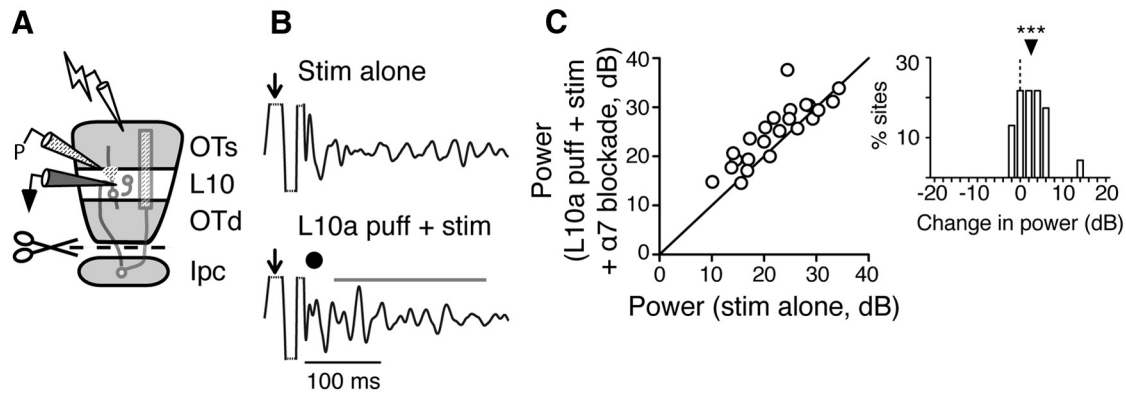 A
P
OTs
L10
OTd
Ipc
B
Stim alone
L10a puff + stim
100 ms
C
Power
(L10a puff + stim
+ α7 blockade, dB)
40
30
20
10
0
0 10 20 30 40
Power (stim alone, dB)
***
% sites
30
10
-20 -10 0 10 20
Change in power (dB)